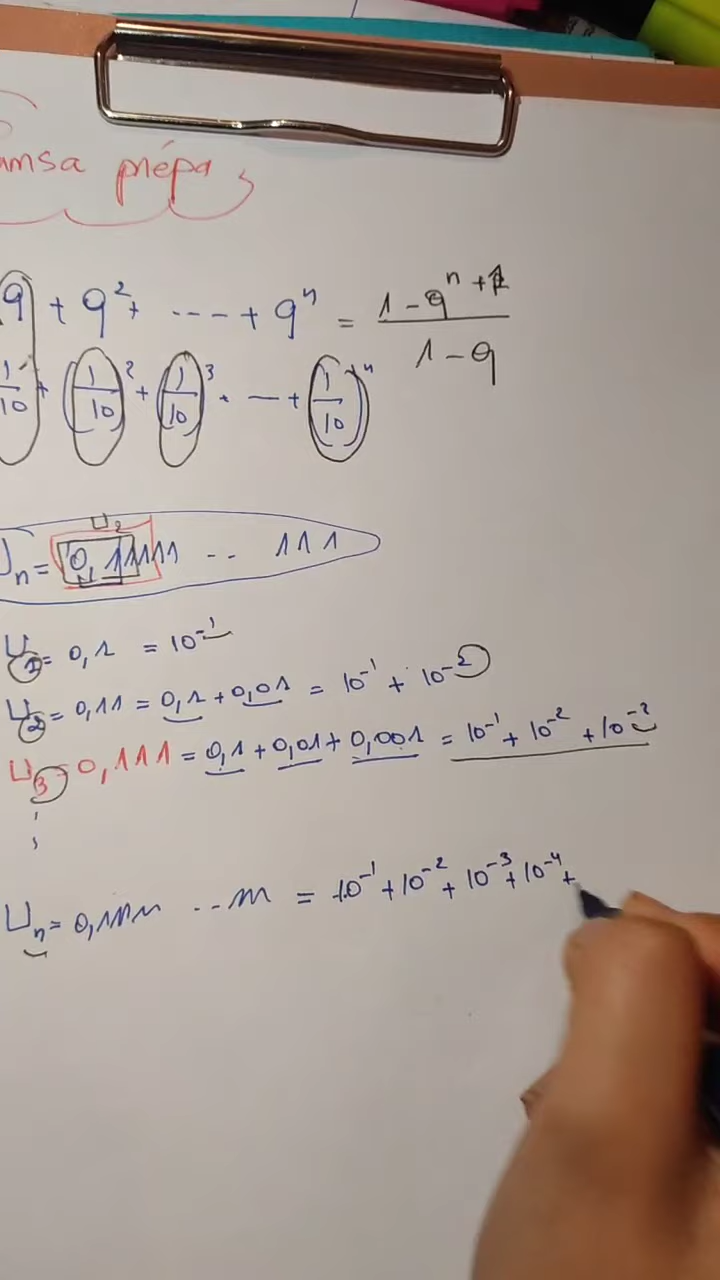 amsa prépa
q + q² + ---- + qⁿ = (1 - qⁿ⁺¹)/(1 - q)
1/10 + (1/10)² + (1/10)³ . — + (1/10)ⁿ
U₂
Uₙ = 0,11111 .. 111
U₁ = 0,1 = 10⁻¹
U₂ = 0,11 = 0,1 + 0,01 = 10⁻¹ + 10⁻²
U₃ = 0,111 = 0,1 + 0,01 + 0,001 = 10⁻¹ + 10⁻² + 10⁻³
Uₙ = 0,1111 .. 111 = 10⁻¹ + 10⁻² + 10⁻³ + 10⁻⁴ +